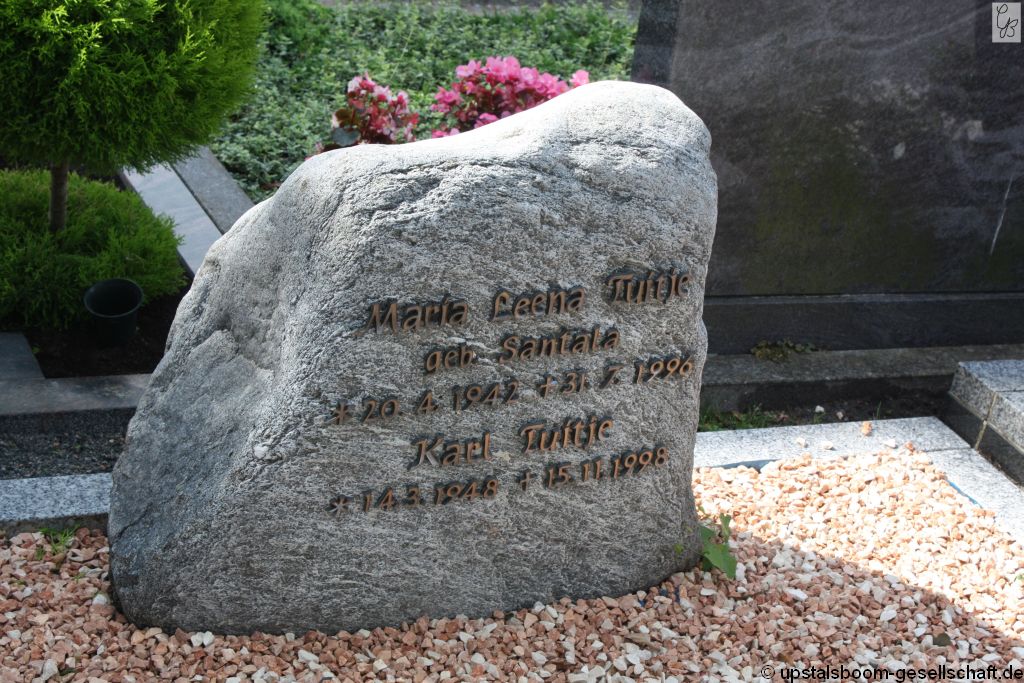 Maria Leena Tuitje
geb. Santala
* 20. 4. 1942 + 31. 7. 1996
Karl Tuitje
* 14.3.1948 + 15.11.1998
© upstalsboom-gesellschaft.de